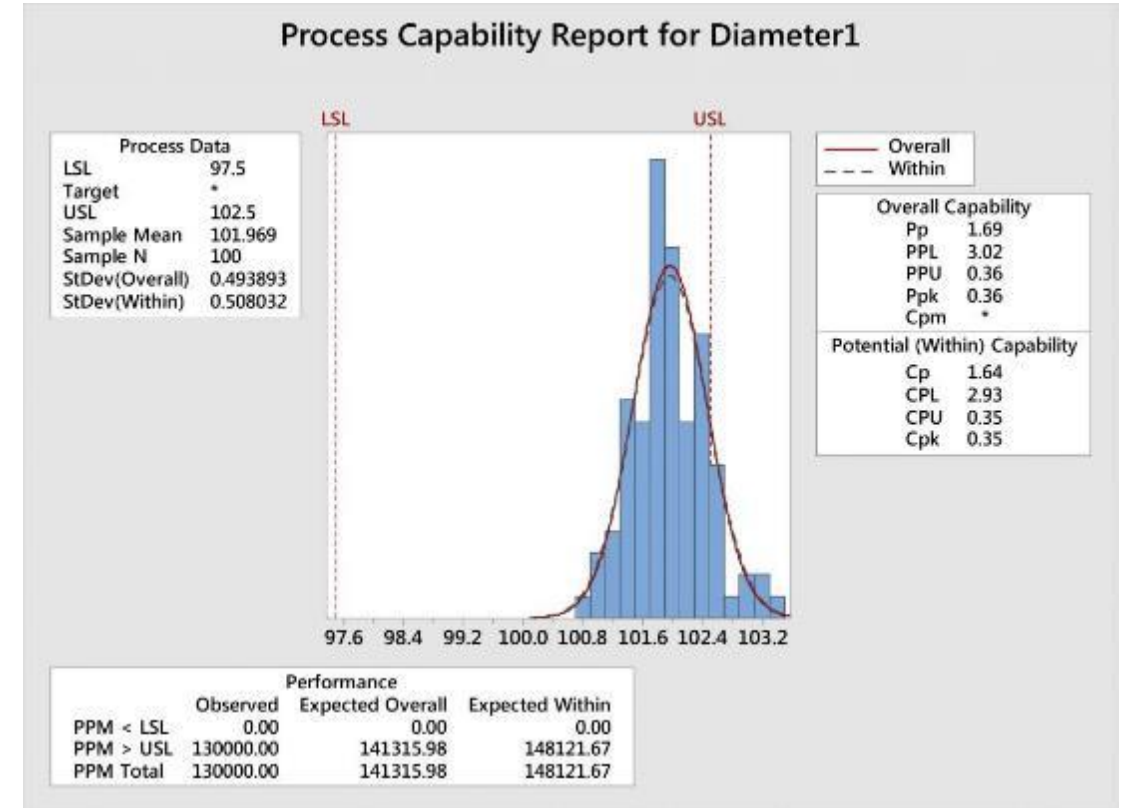 Process Capability Report for Diameter1
LSL USL
Process Data
LSL 97.5
Target *
USL 102.5
Sample Mean 101.969
Sample N 100
StDev(Overall) 0.493893
StDev(Within) 0.508032
Overall
Within
Overall Capability
Pp 1.69
PPL 3.02
PPU 0.36
Ppk 0.36
Cpm *
Potential (Within) Capability
Cp 1.64
CPL 2.93
CPU 0.35
Cpk 0.35
97.6 98.4 99.2 100.0 100.8 101.6 102.4 103.2
Performance
Observed Expected Overall Expected Within
PPM < LSL 0.00 0.00 0.00
PPM > USL 130000.00 141315.98 148121.67
PPM Total 130000.00 141315.98 148121.67